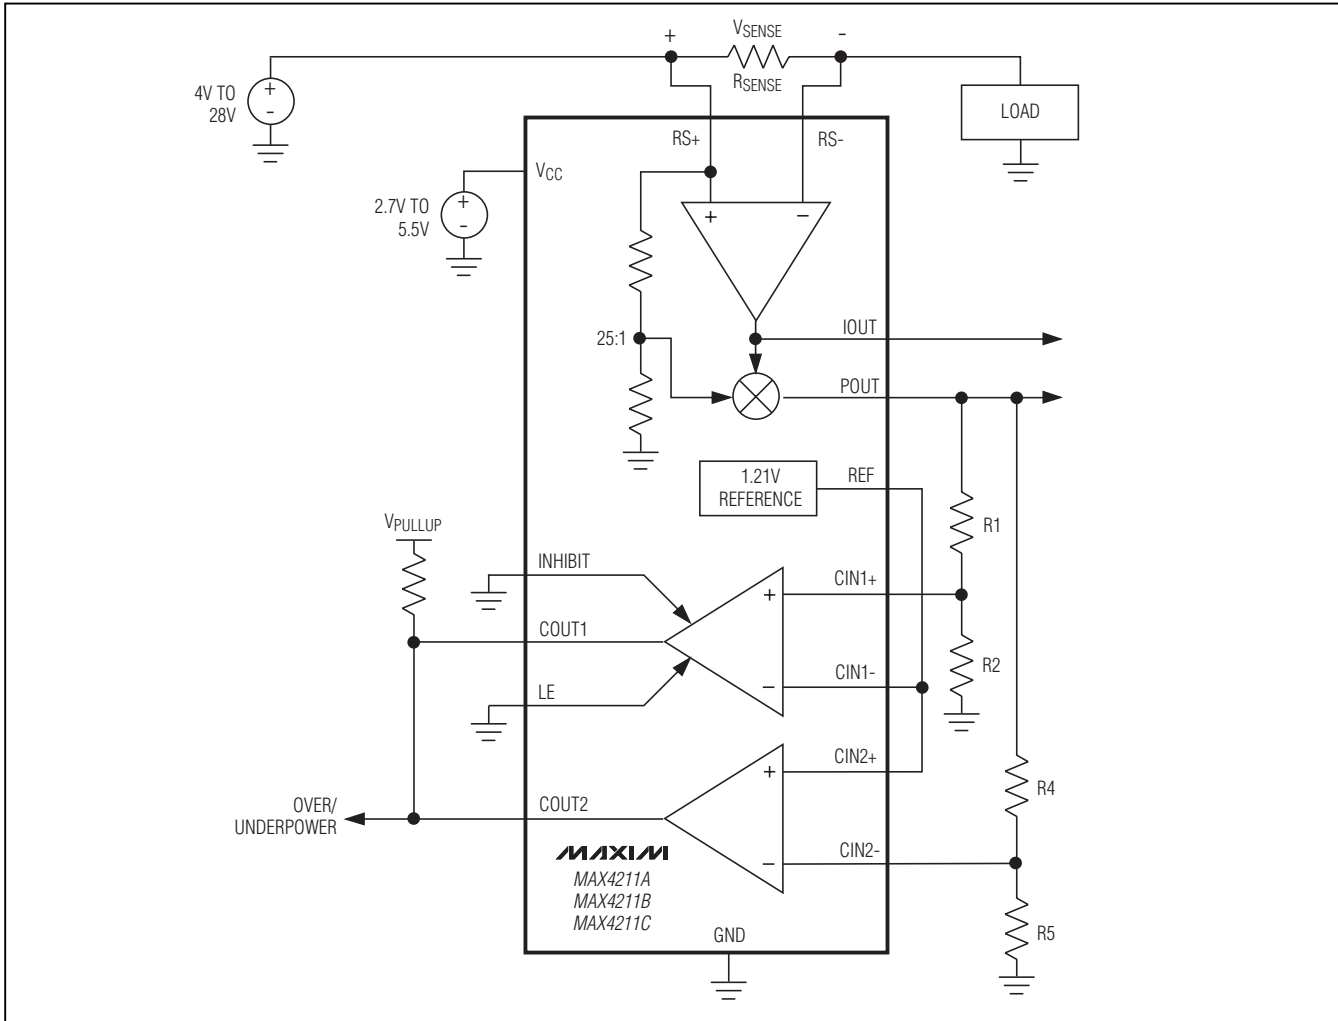 +
VSENSE
-
RSENSE
4V TO
28V
+
-
LOAD
RS+
RS-
VCC
2.7V TO
5.5V
+
-
+
−
25:1
IOUT
POUT
1.21V
REFERENCE
REF
R1
VPULLUP
INHIBIT
CIN1+
+
COUT1
R2
CIN1-
−
LE
CIN2+
+
R4
OVER/
UNDERPOWER
COUT2
CIN2-
−
MAXIM
MAX4211A
MAX4211B
MAX4211C
R5
GND